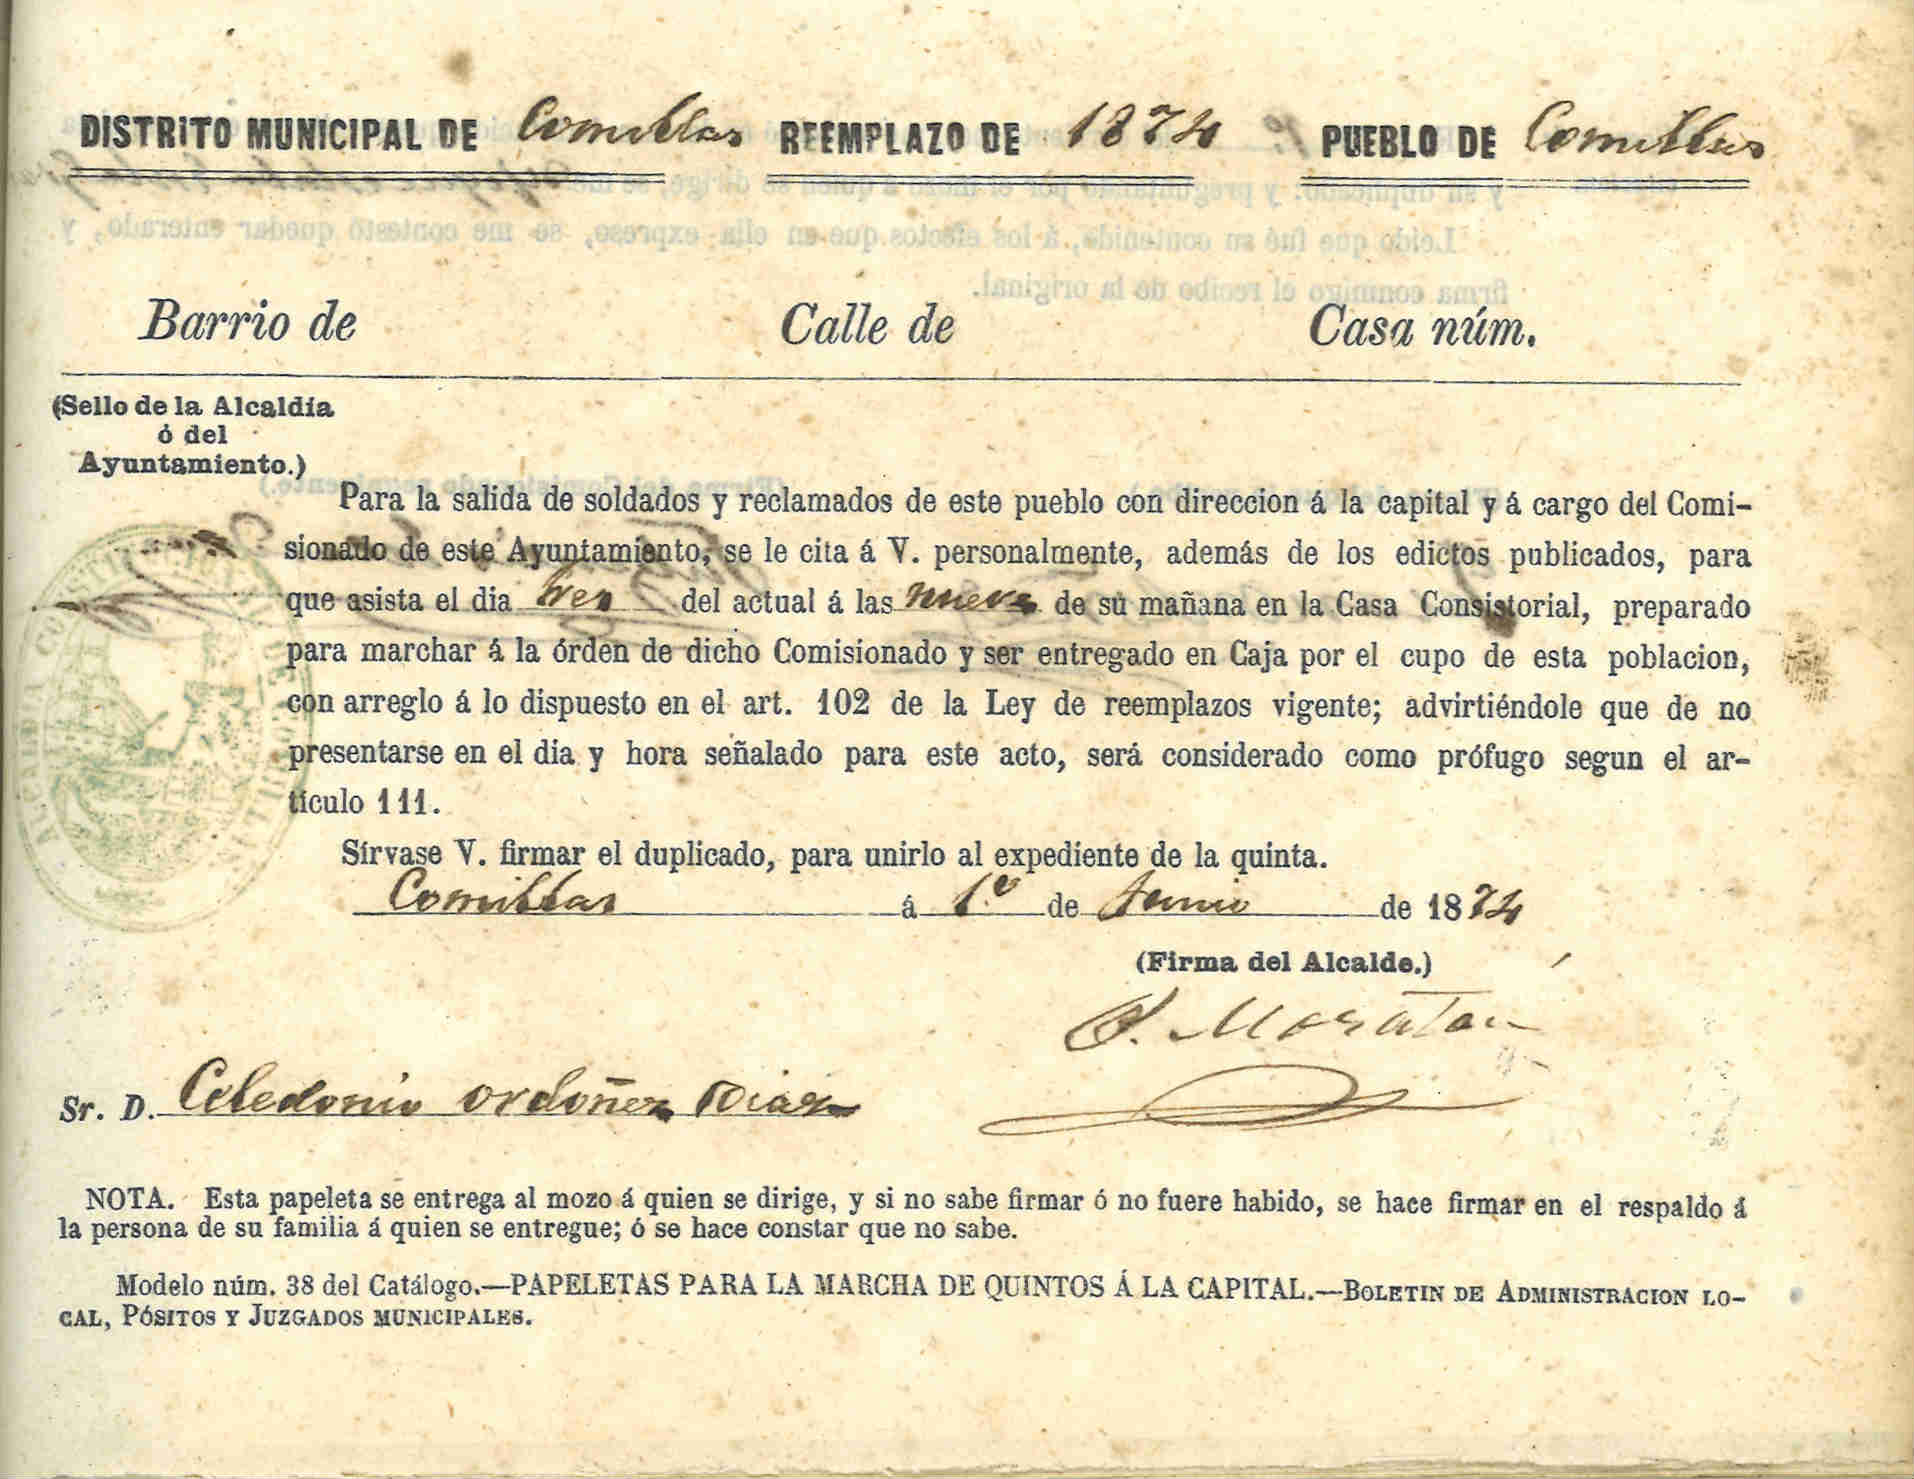 DISTRITO MUNICIPAL DE Comillas REEMPLAZO DE 1874 PUEBLO DE Comillas
Barrio de Calle de Casa núm.
(Sello de la Alcaldía
ó del
Ayuntamiento.)
Para la salida de soldados y reclamados de este pueblo con direccion á la capital y á cargo del Comi-
sionado de este Ayuntamiento, se le cita á V. personalmente, además de los edictos publicados, para
que asista el dia tres del actual á las nueve de su mañana en la Casa Consistorial, preparado
para marchar á la órden de dicho Comisionado y ser entregado en Caja por el cupo de esta poblacion,
con arreglo á lo dispuesto en el art. 102 de la Ley de reemplazos vigente; advirtiéndole que de no
presentarse en el dia y hora señalado para este acto, será considerado como prófugo segun el ar-
tículo 111.
Sírvase V. firmar el duplicado, para unirlo al expediente de la quinta.
Comillas á 1.º de Junio de 1874
(Firma del Alcalde.)
Sr. D. Celedonio Ordoñez Diaz
NOTA. Esta papeleta se entrega al mozo á quien se dirige, y si no sabe firmar ó no fuere habido, se hace firmar en el respaldo á
la persona de su familia á quien se entregue; ó se hace constar que no sabe.
Modelo núm. 38 del Catálogo.—PAPELETAS PARA LA MARCHA DE QUINTOS Á LA CAPITAL.—BOLETIN DE ADMINISTRACION LO-
CAL, PÓSITOS Y JUZGADOS MUNICIPALES.